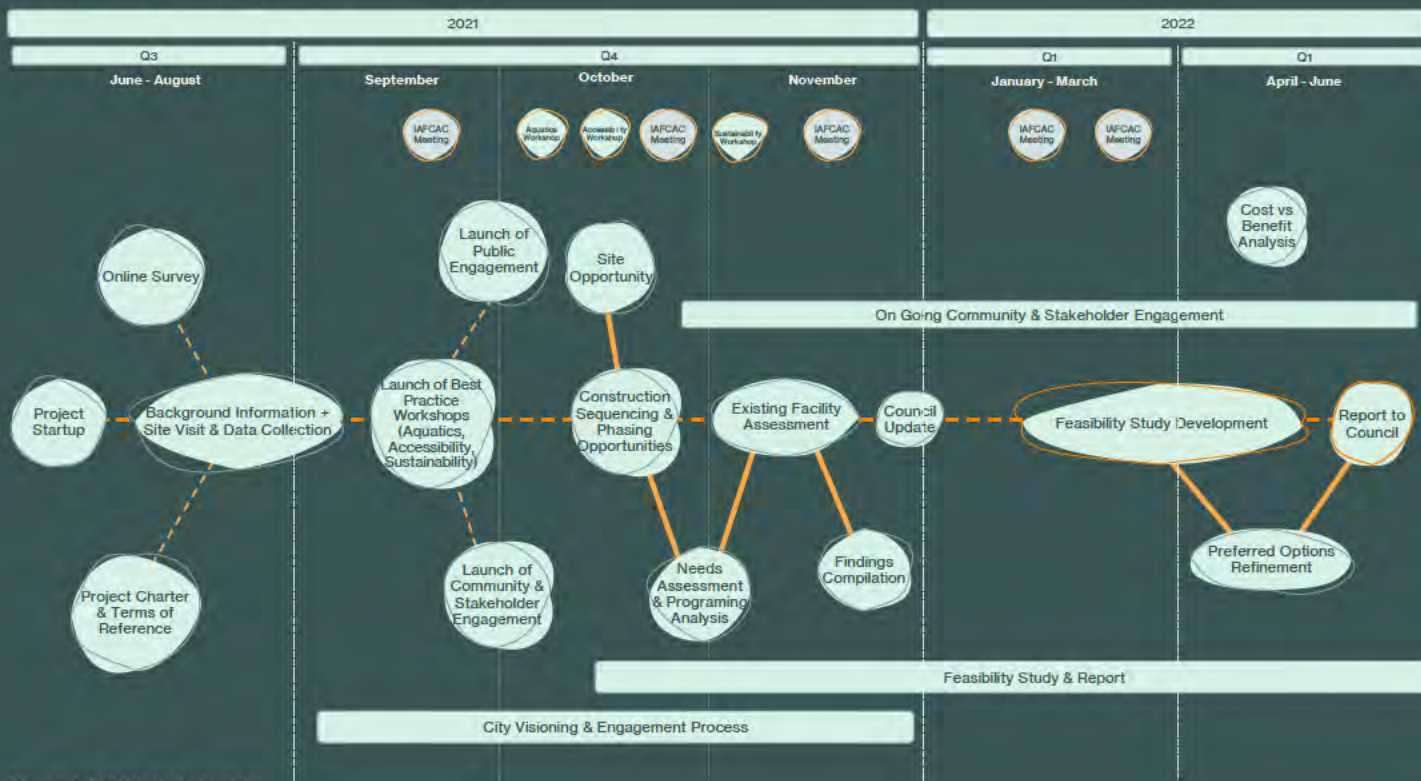 2021
2022
Q3
Q4
Q1
Q1
June - August
September
October
November
January - March
April - June
IAFCAC
Meeting
Aquatics
Workshop
Accessibility
Workshop
IAFCAC
Meeting
Sustainability
Workshop
IAFCAC
Meeting
IAFCAC
Meeting
IAFCAC
Meeting
Cost vs
Benefit
Analysis
Online Survey
Launch of
Public
Engagement
Site
Opportunity
On Going Community & Stakeholder Engagement
Project
Startup
Background Information +
Site Visit & Data Collection
Launch of Best
Practice
Workshops
(Aquatics,
Accessibility,
Sustainability)
Construction
Sequencing &
Phasing
Opportunities
Existing Facility
Assessment
Council
Update
Feasibility Study Development
Report to
Council
Project Charter
& Terms of
Reference
Launch of
Community &
Stakeholder
Engagement
Needs
Assessment
& Programing
Analysis
Findings
Compilation
Preferred Options
Refinement
Feasibility Study & Report
City Visioning & Engagement Process